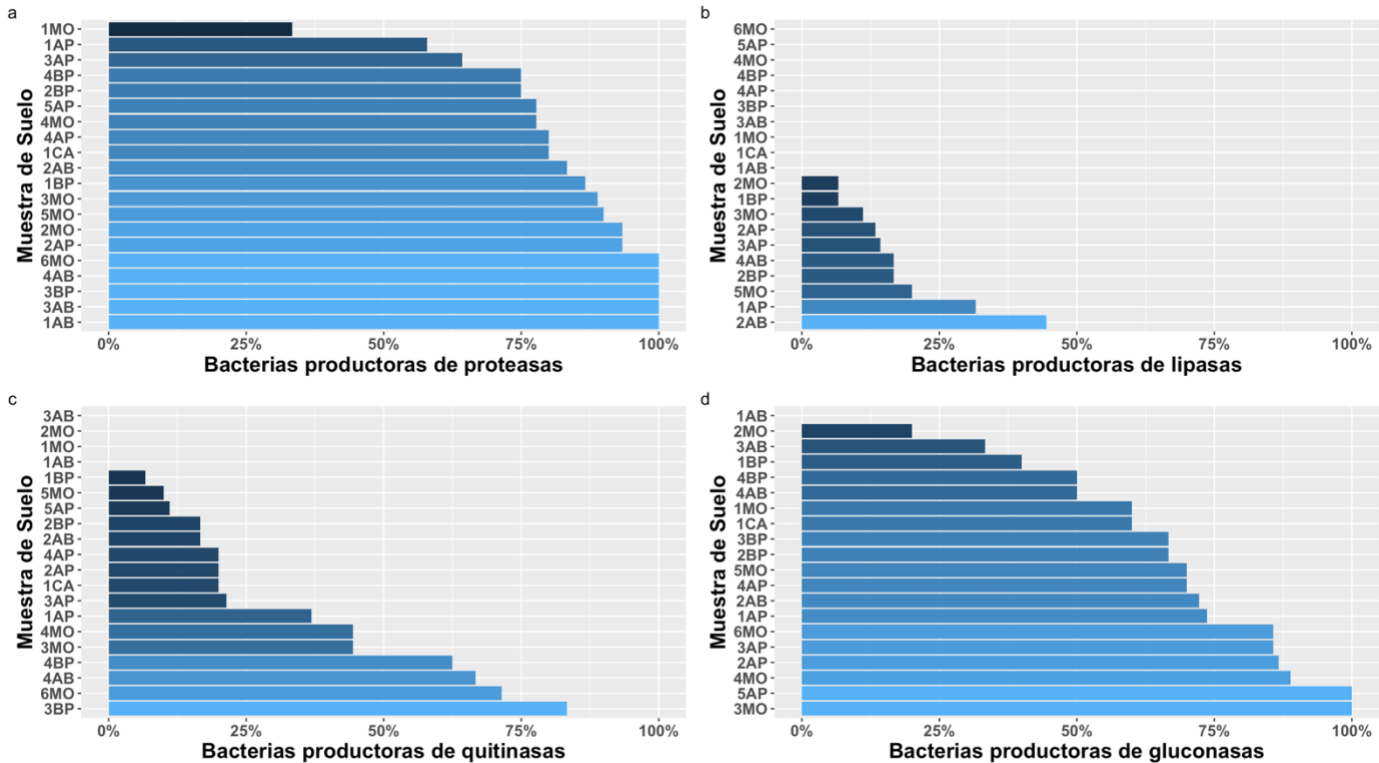 a
1MO
1AP
3AP
4BP
2BP
5AP
4MO
4AP
1CA
2AB
1BP
3MO
5MO
2MO
2AP
6MO
4AB
3BP
3AB
1AB
Muestra de Suelo
0% 25% 50% 75% 100%
Bacterias productoras de proteasas
b
6MO
5AP
4MO
4BP
4AP
3BP
3AB
1MO
1CA
1AB
2MO
1BP
3MO
2AP
3AP
4AB
2BP
5MO
1AP
2AB
Muestra de Suelo
0% 25% 50% 75% 100%
Bacterias productoras de lipasas
c
3AB
2MO
1MO
1AB
1BP
5MO
5AP
2BP
2AB
4AP
2AP
1CA
3AP
1AP
4MO
3MO
4BP
4AB
6MO
3BP
Muestra de Suelo
0% 25% 50% 75% 100%
Bacterias productoras de quitinasas
d
1AB
2MO
3AB
1BP
4BP
4AB
1MO
1CA
3BP
2BP
5MO
4AP
2AB
1AP
6MO
3AP
2AP
4MO
5AP
3MO
Muestra de Suelo
0% 25% 50% 75% 100%
Bacterias productoras de gluconasas